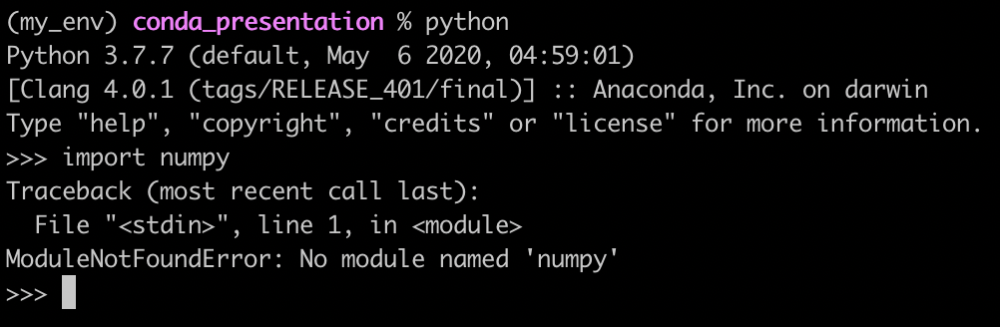 (my_env) conda_presentation % python
Python 3.7.7 (default, May  6 2020, 04:59:01)
[Clang 4.0.1 (tags/RELEASE_401/final)] :: Anaconda, Inc. on darwin
Type "help", "copyright", "credits" or "license" for more information.
>>> import numpy
Traceback (most recent call last):
  File "<stdin>", line 1, in <module>
ModuleNotFoundError: No module named 'numpy'
>>>